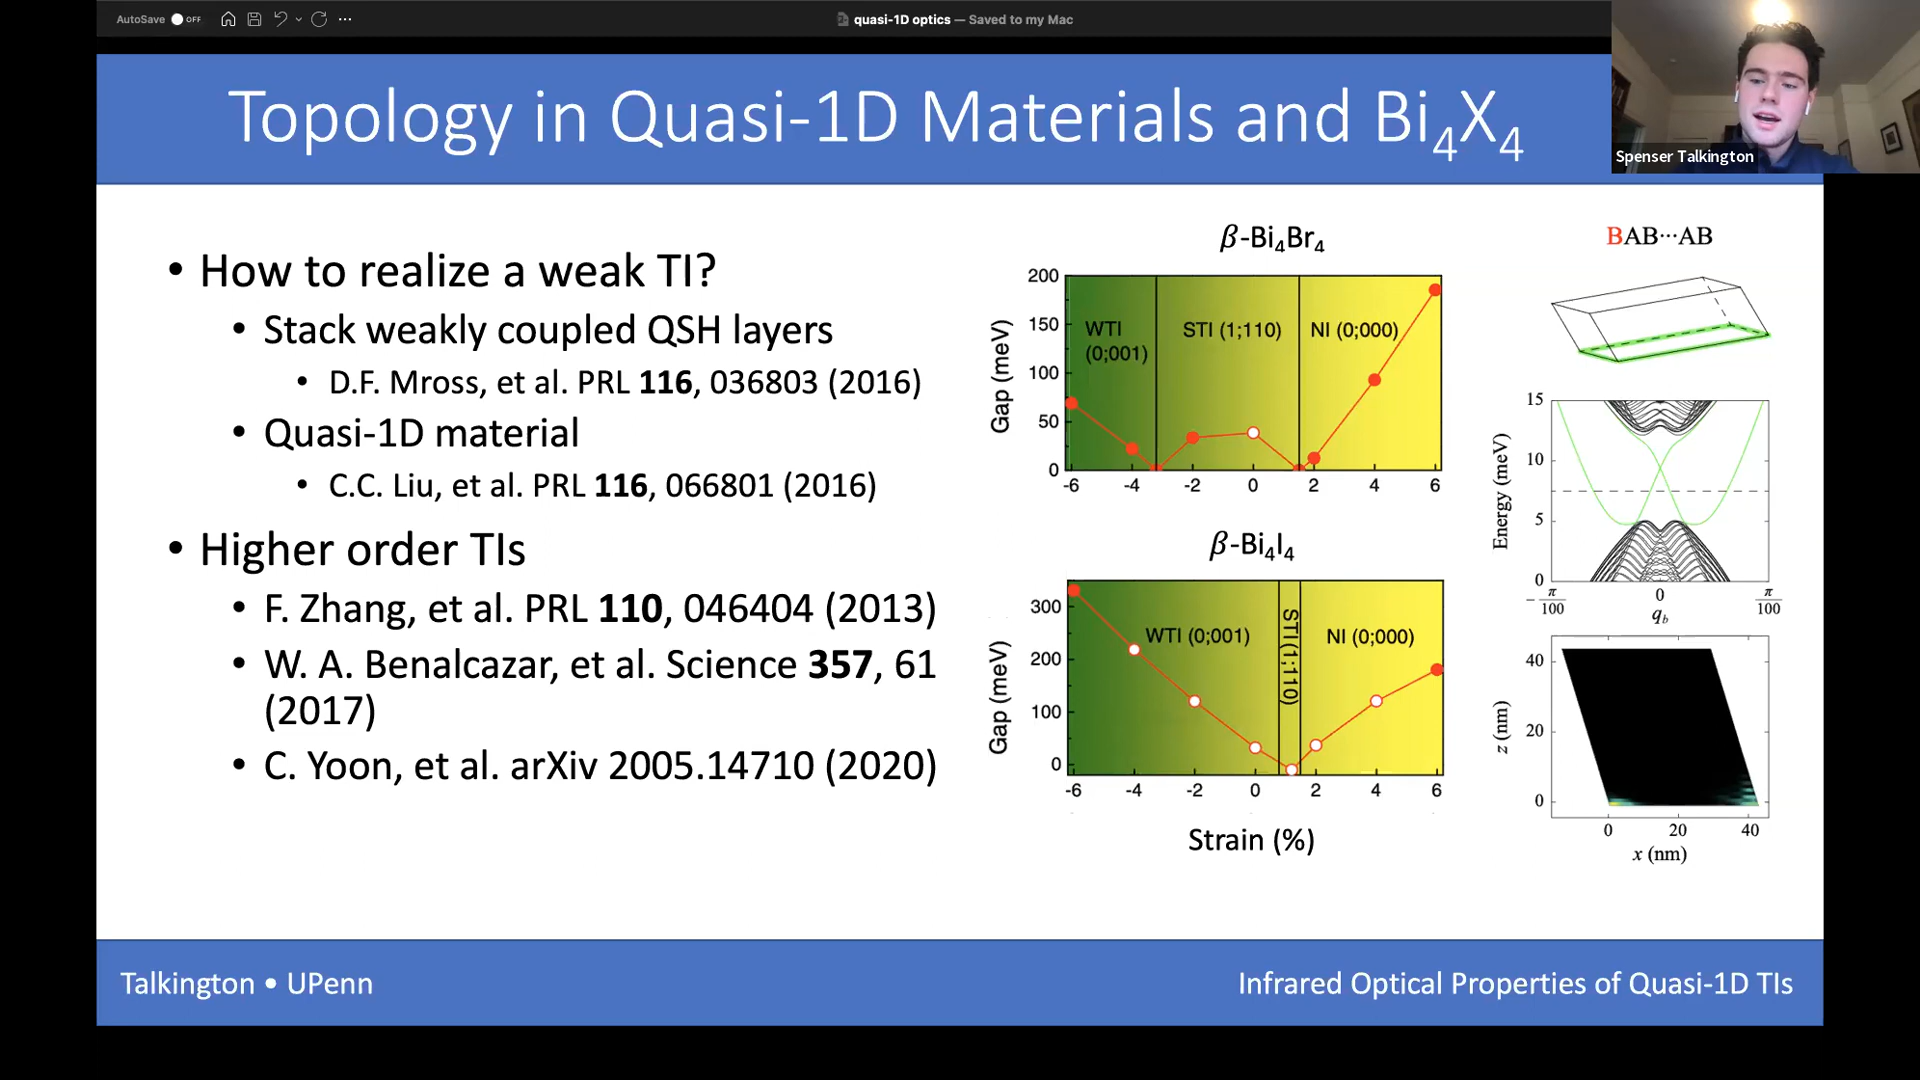 AutoSave OFF
quasi-1D optics — Saved to my Mac
Spenser Talkington
Topology in Quasi-1D Materials and Bi₄X₄
• How to realize a weak TI?
• Stack weakly coupled QSH layers
• D.F. Mross, et al. PRL 116, 036803 (2016)
• Quasi-1D material
• C.C. Liu, et al. PRL 116, 066801 (2016)
• Higher order TIs
• F. Zhang, et al. PRL 110, 046404 (2013)
• W. A. Benalcazar, et al. Science 357, 61
(2017)
• C. Yoon, et al. arXiv 2005.14710 (2020)
β-Bi₄Br₄
Gap (meV)
200
150
100
50
0
WTI
(0;001)
STI (1;110)
NI (0;000)
-6 -4 -2 0 2 4 6
β-Bi₄I₄
Gap (meV)
300
200
100
0
WTI (0;001)
STI(1;110)
NI (0;000)
-6 -4 -2 0 2 4 6
Strain (%)
BAB···AB
Energy (meV)
15
10
5
0
-π/100 0 π/100
q_b
z (nm)
40
20
0
0 20 40
x (nm)
Talkington • UPenn
Infrared Optical Properties of Quasi-1D TIs